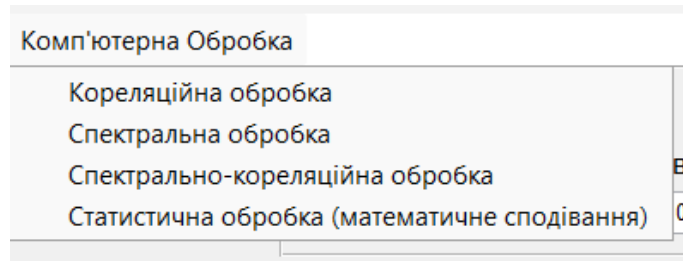 Комп'ютерна Обробка
Кореляційна обробка
Спектральна обробка
Спектрально-кореляційна обробка
Статистична обробка (математичне сподівання)